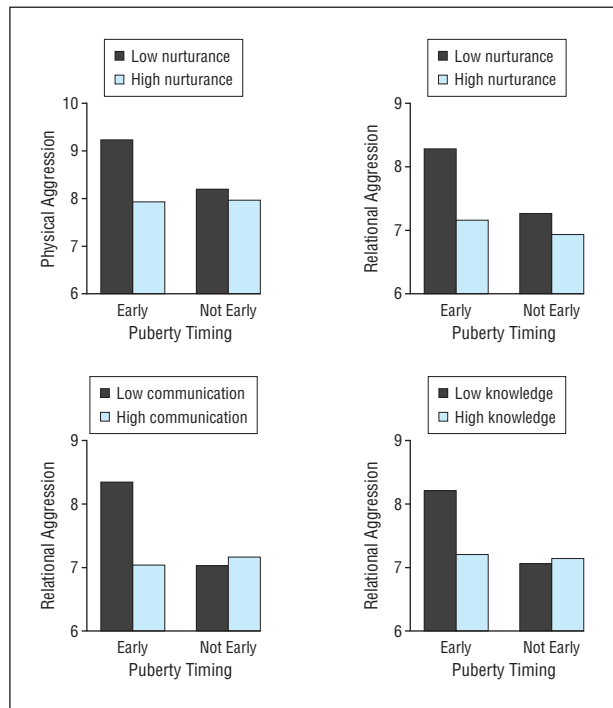 Low nurturance
High nurturance
10
9
8
7
6
Physical Aggression
Early
Not Early
Puberty Timing
Low nurturance
High nurturance
9
8
7
6
Relational Aggression
Early
Not Early
Puberty Timing
Low communication
High communication
9
8
7
6
Relational Aggression
Early
Not Early
Puberty Timing
Low knowledge
High knowledge
9
8
7
6
Relational Aggression
Early
Not Early
Puberty Timing